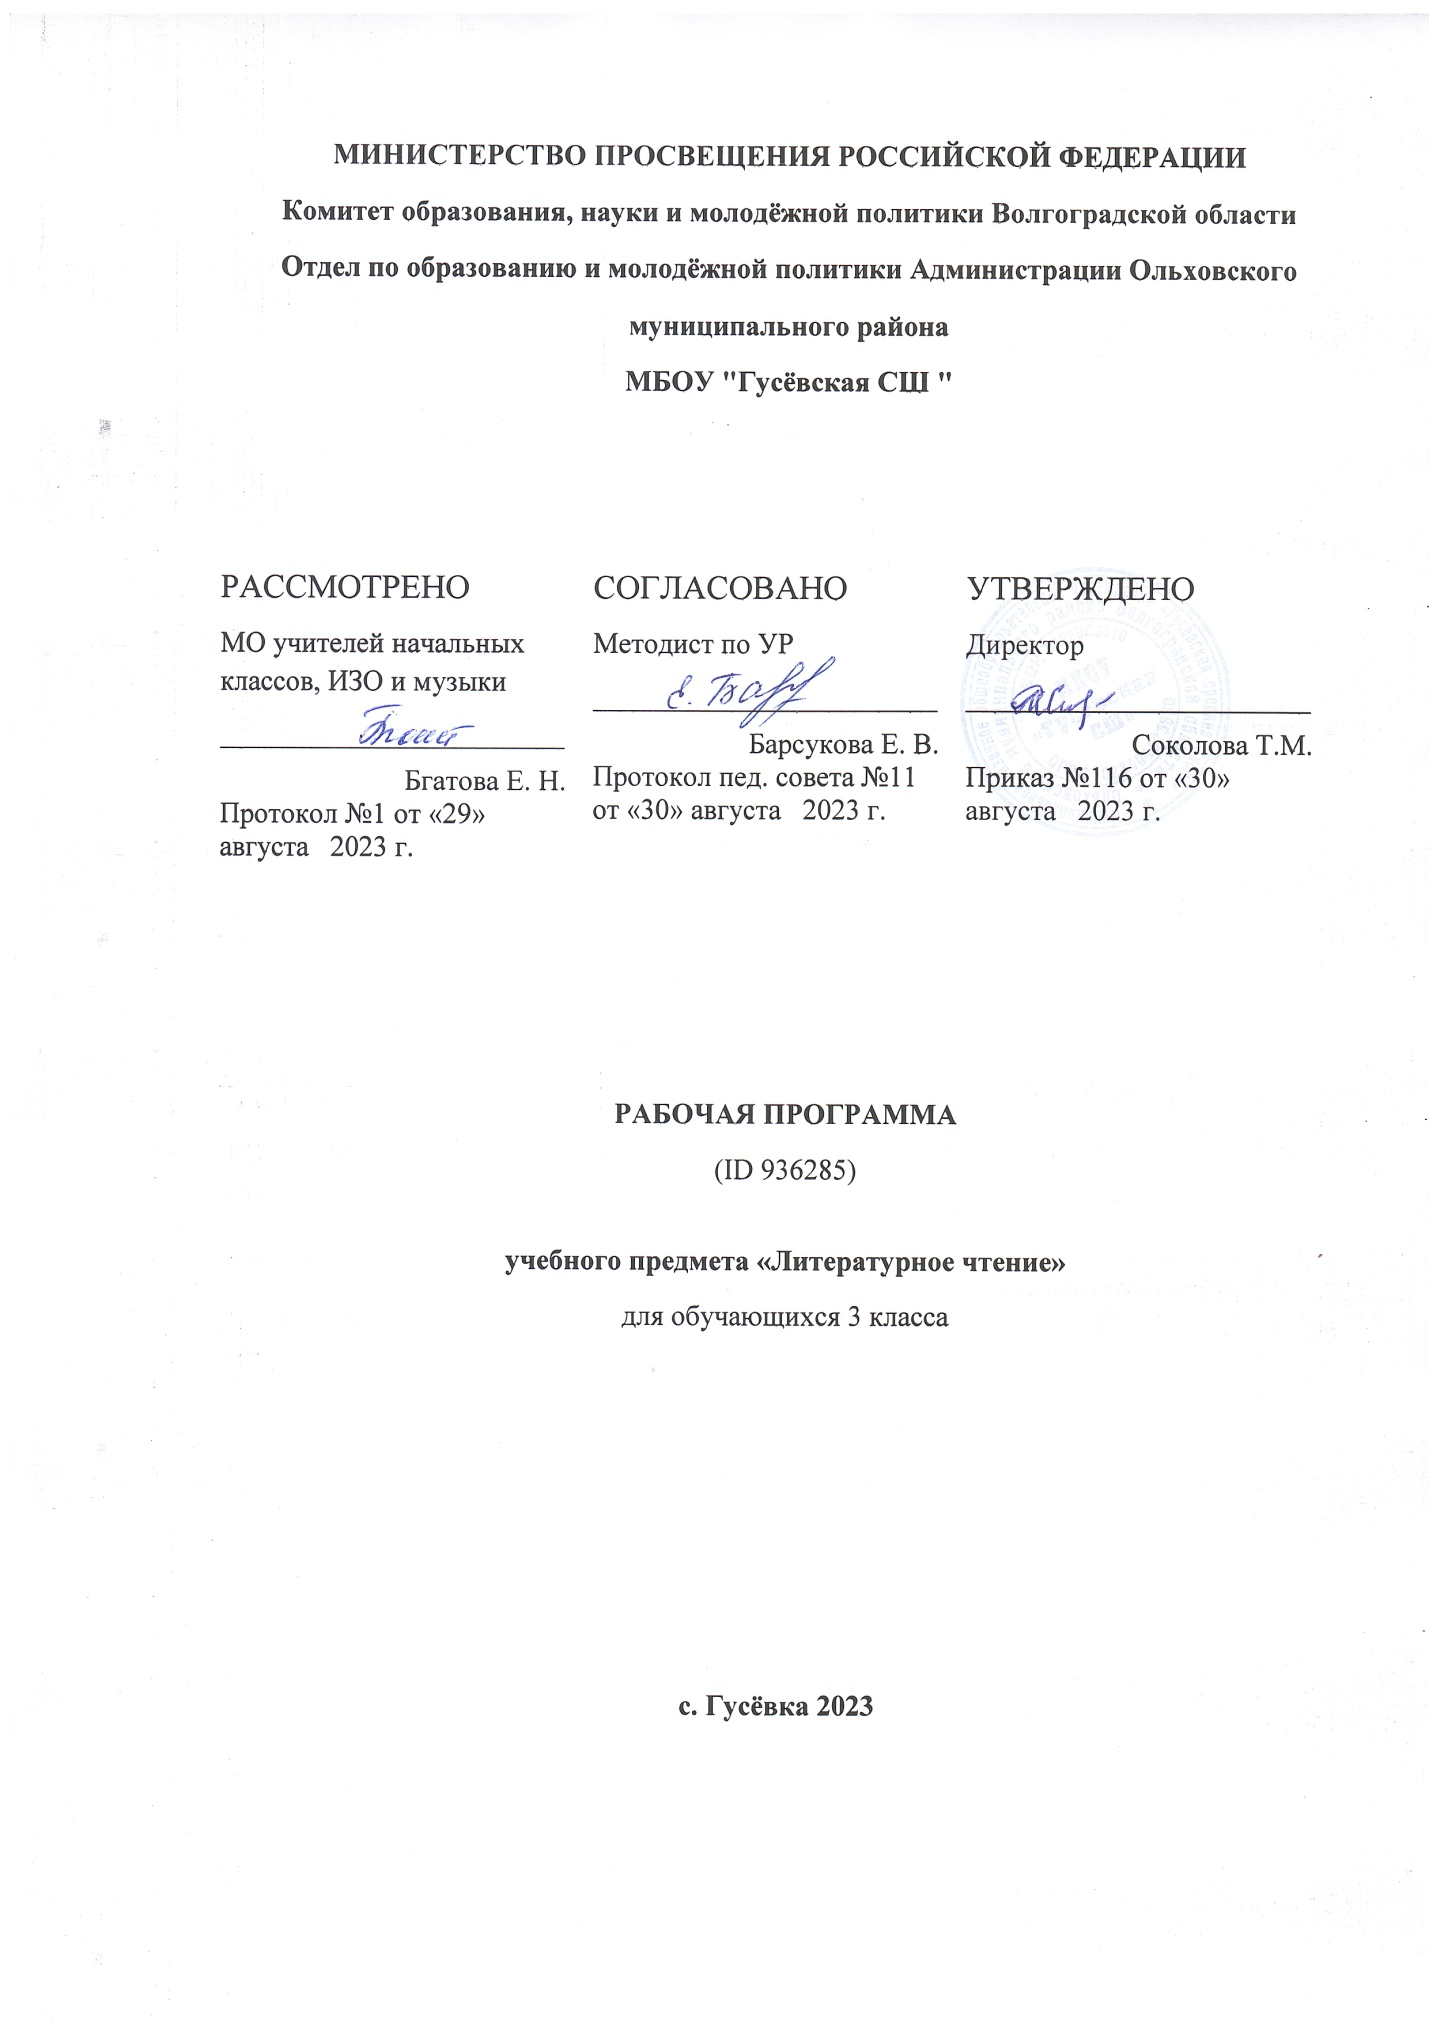 МИНИСТЕРСТВО ПРОСВЕЩЕНИЯ РОССИЙСКОЙ ФЕДЕРАЦИИ
Комитет образования, науки и молодёжной политики Волгоградской области
Отдел по образованию и молодёжной политики Администрации Ольховского
муниципального района
МБОУ "Гусёвская СШ "
РАССМОТРЕНО
МО учителей начальных
классов, ИЗО и музыки
Бгатова Е. Н.
Протокол №1 от «29»
августа 2023 г.
СОГЛАСОВАНО
Методист по УР
Барсукова Е. В.
Протокол пед. совета №11
от «30» августа 2023 г.
УТВЕРЖДЕНО
Директор
Соколова Т.М.
Приказ №116 от «30»
августа 2023 г.
РАБОЧАЯ ПРОГРАММА
(ID 936285)
учебного предмета «Литературное чтение»
для обучающихся 3 класса
с. Гусёвка 2023